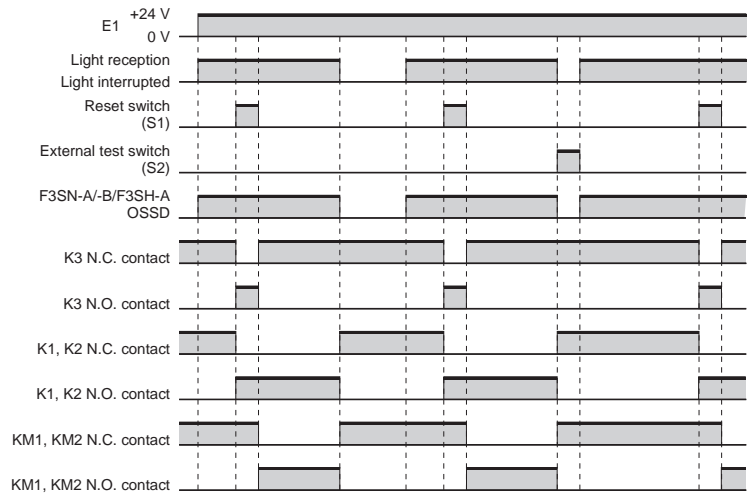 +24 V
E1
0 V
Light reception
Light interrupted
Reset switch
(S1)
External test switch
(S2)
F3SN-A/-B/F3SH-A
OSSD
K3 N.C. contact
K3 N.O. contact
K1, K2 N.C. contact
K1, K2 N.O. contact
KM1, KM2 N.C. contact
KM1, KM2 N.O. contact